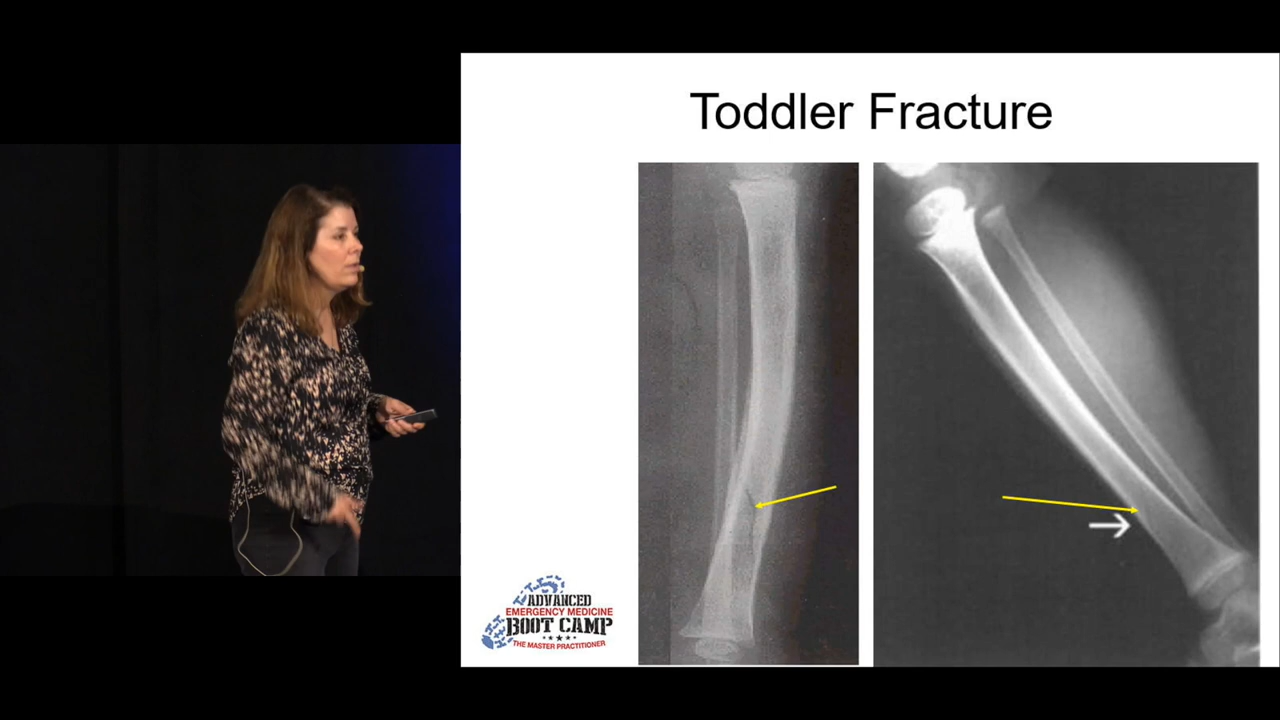 Toddler Fracture
ADVANCED
EMERGENCY MEDICINE
BOOT CAMP
THE MASTER PRACTITIONER